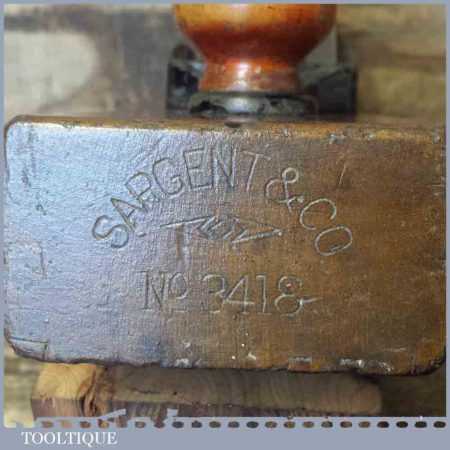 SARGENT & CO
No 3418
TOOLTIQUE